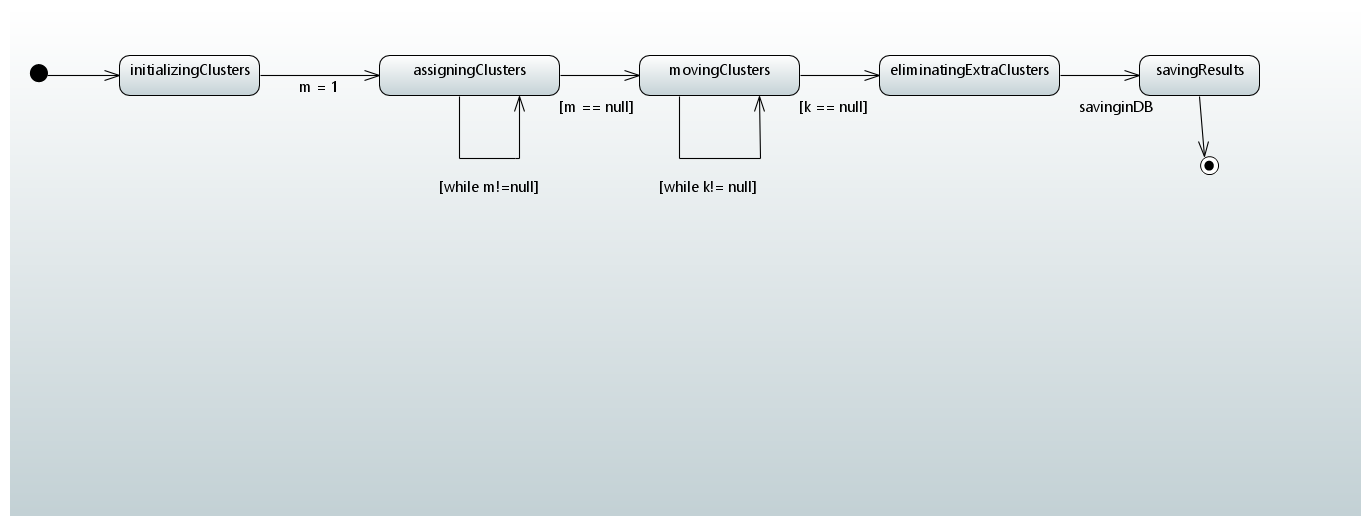 initializingClusters
m = 1
assigningClusters
[while m!=null]
[m == null]
movingClusters
[while k!= null]
[k == null]
eliminatingExtraClusters
savinginDB
savingResults